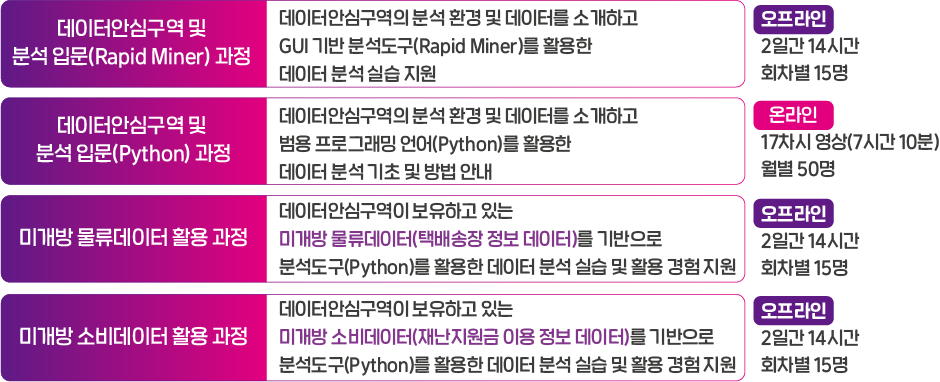 데이터안심구역 및
분석 입문(Rapid Miner) 과정
데이터안심구역의 분석 환경 및 데이터를 소개하고
GUI 기반 분석도구(Rapid Miner)를 활용한
데이터 분석 실습 지원
오프라인
2일간 14시간
회차별 15명
데이터안심구역 및
분석 입문(Python) 과정
데이터안심구역의 분석 환경 및 데이터를 소개하고
범용 프로그래밍 언어(Python)를 활용한
데이터 분석 기초 및 방법 안내
온라인
17차시 영상(7시간 10분)
월별 50명
미개방 물류데이터 활용 과정
데이터안심구역이 보유하고 있는
미개방 물류데이터(택배송장 정보 데이터)를 기반으로
분석도구(Python)를 활용한 데이터 분석 실습 및 활용 경험 지원
오프라인
2일간 14시간
회차별 15명
미개방 소비데이터 활용 과정
데이터안심구역이 보유하고 있는
미개방 소비데이터(재난지원금 이용 정보 데이터)를 기반으로
분석도구(Python)를 활용한 데이터 분석 실습 및 활용 경험 지원
오프라인
2일간 14시간
회차별 15명